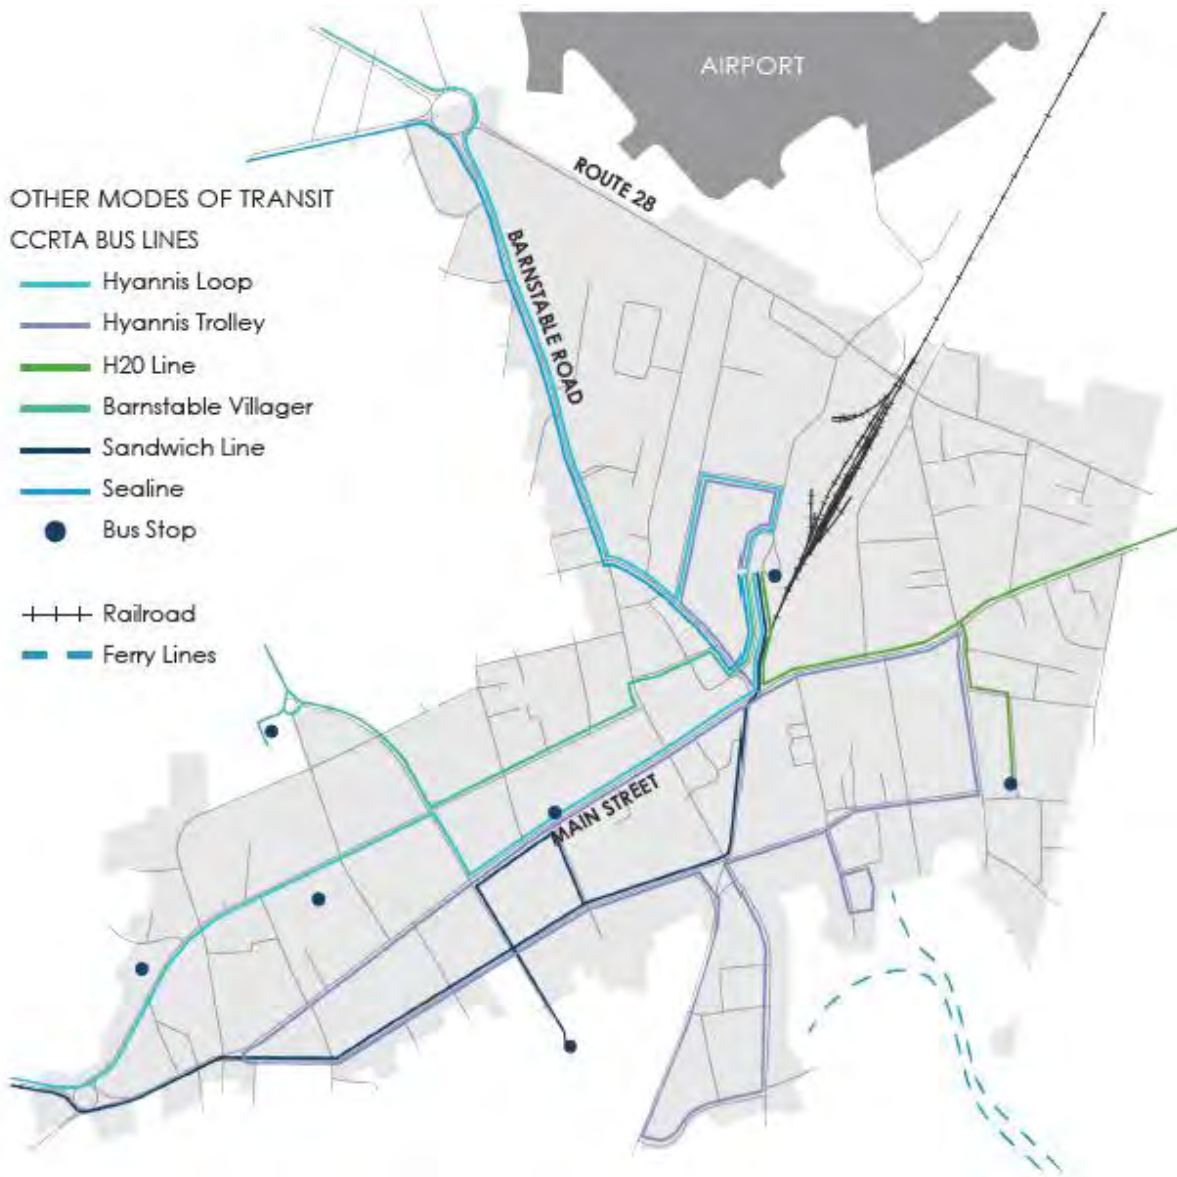 AIRPORT
ROUTE 28
OTHER MODES OF TRANSIT
CCRTA BUS LINES
BARNSTABLE ROAD
Hyannis Loop
Hyannis Trolley
H20 Line
Barnstable Villager
Sandwich Line
Sealine
Bus Stop
Railroad
Ferry Lines
MAIN STREET